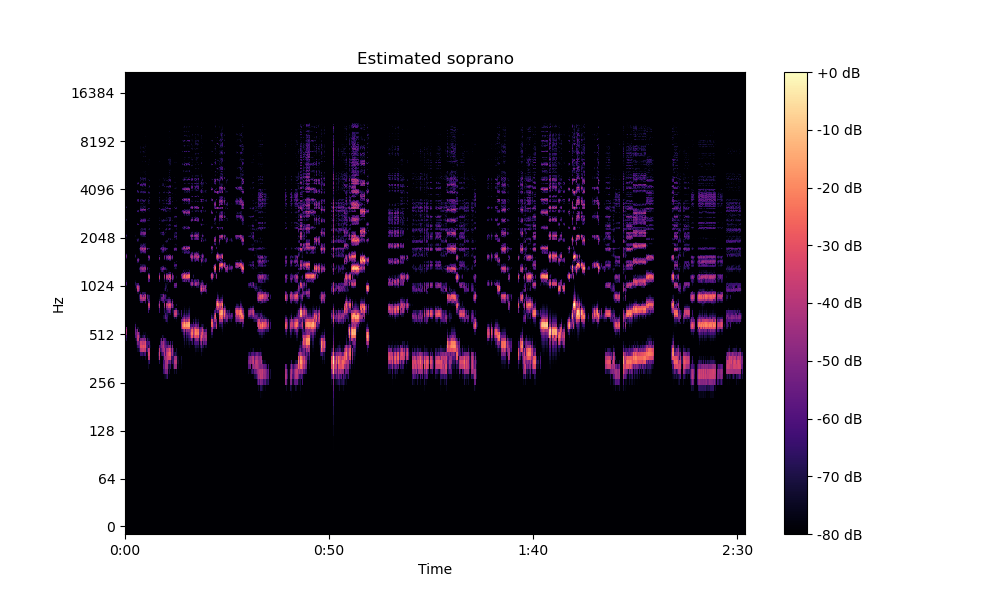 Estimated soprano
Hz
16384
8192
4096
2048
1024
512
256
128
64
0
0:00
0:50
1:40
2:30
Time
+0 dB
-10 dB
-20 dB
-30 dB
-40 dB
-50 dB
-60 dB
-70 dB
-80 dB